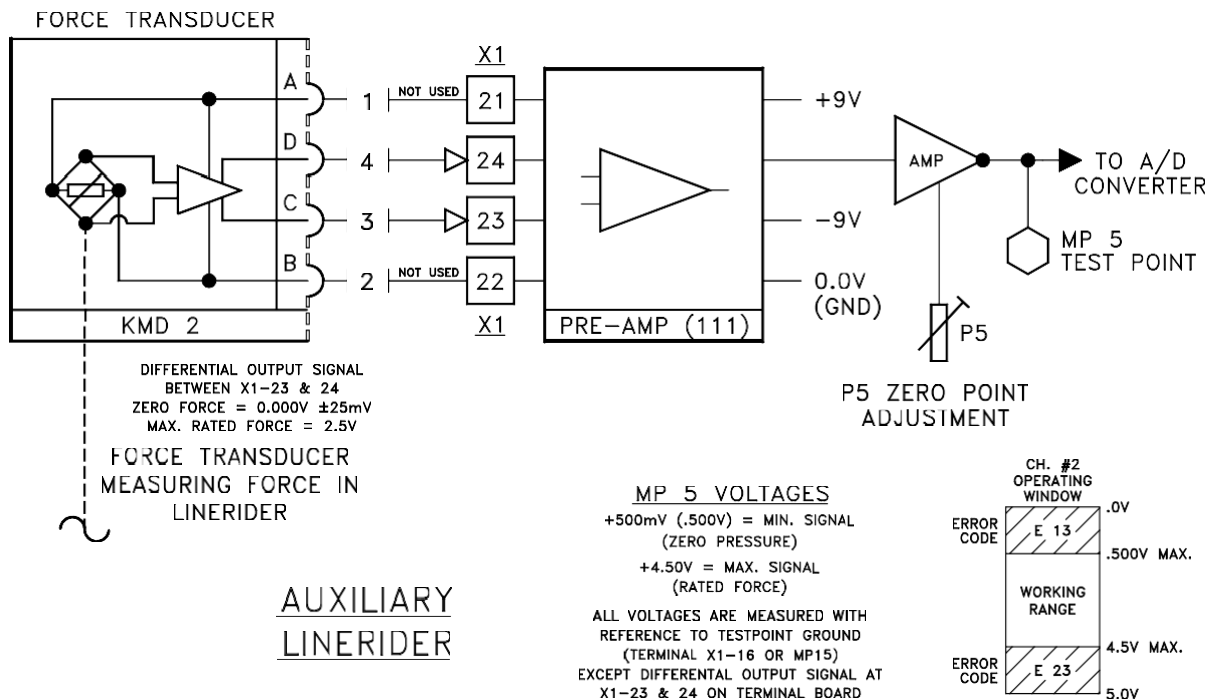 FORCE TRANSDUCER
X1
A
1
NOT USED
21
+9V
D
4
24
AMP
TO A/D
CONVERTER
C
3
23
-9V
MP 5
TEST POINT
B
2
NOT USED
22
0.0V
(GND)
KMD 2
X1
PRE-AMP (111)
P5
DIFFERENTIAL OUTPUT SIGNAL
BETWEEN X1-23 & 24
ZERO FORCE = 0.000V ±25mV
MAX. RATED FORCE = 2.5V
P5 ZERO POINT
ADJUSTMENT
FORCE TRANSDUCER
MEASURING FORCE IN
LINERIDER
AUXILIARY
LINERIDER
MP 5 VOLTAGES
+500mV (.500V) = MIN. SIGNAL
(ZERO PRESSURE)
+4.50V = MAX. SIGNAL
(RATED FORCE)
ALL VOLTAGES ARE MEASURED WITH
REFERENCE TO TESTPOINT GROUND
(TERMINAL X1-16 OR MP15)
EXCEPT DIFFERENTIAL OUTPUT SIGNAL AT
X1-23 & 24 ON TERMINAL BOARD
CH. #2
OPERATING
WINDOW
.0V
ERROR
CODE
E 13
.500V MAX.
WORKING
RANGE
4.5V MAX.
ERROR
CODE
E 23
5.0V